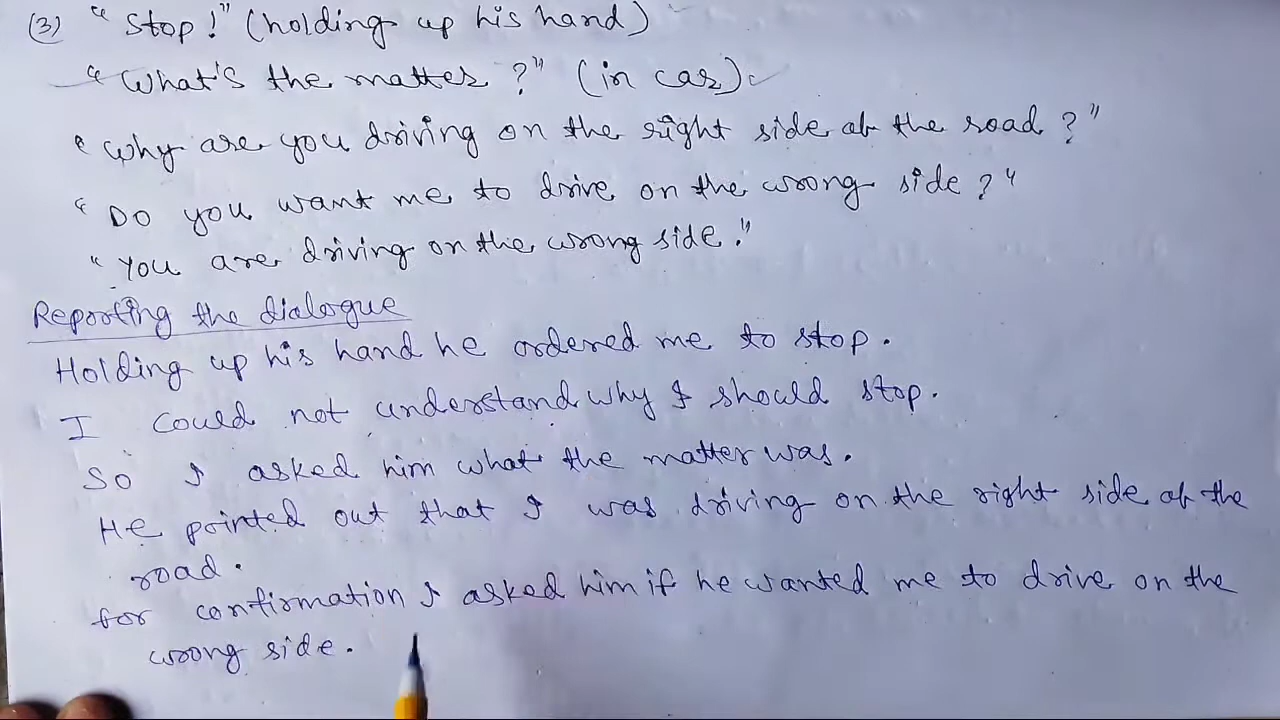 (3) "Stop!" (holding up his hand)
"What's the matter ?" (in car)
"Why are you driving on the right side of the road ?"
"Do you want me to drive on the wrong side ?"
"You are driving on the wrong side."
Reporting the dialogue
Holding up his hand he ordered me to stop.
I could not understand why I should stop.
So I asked him what the matter was.
He pointed out that I was driving on the right side of the
road.
for confirmation I asked him if he wanted me to drive on the
wrong side.